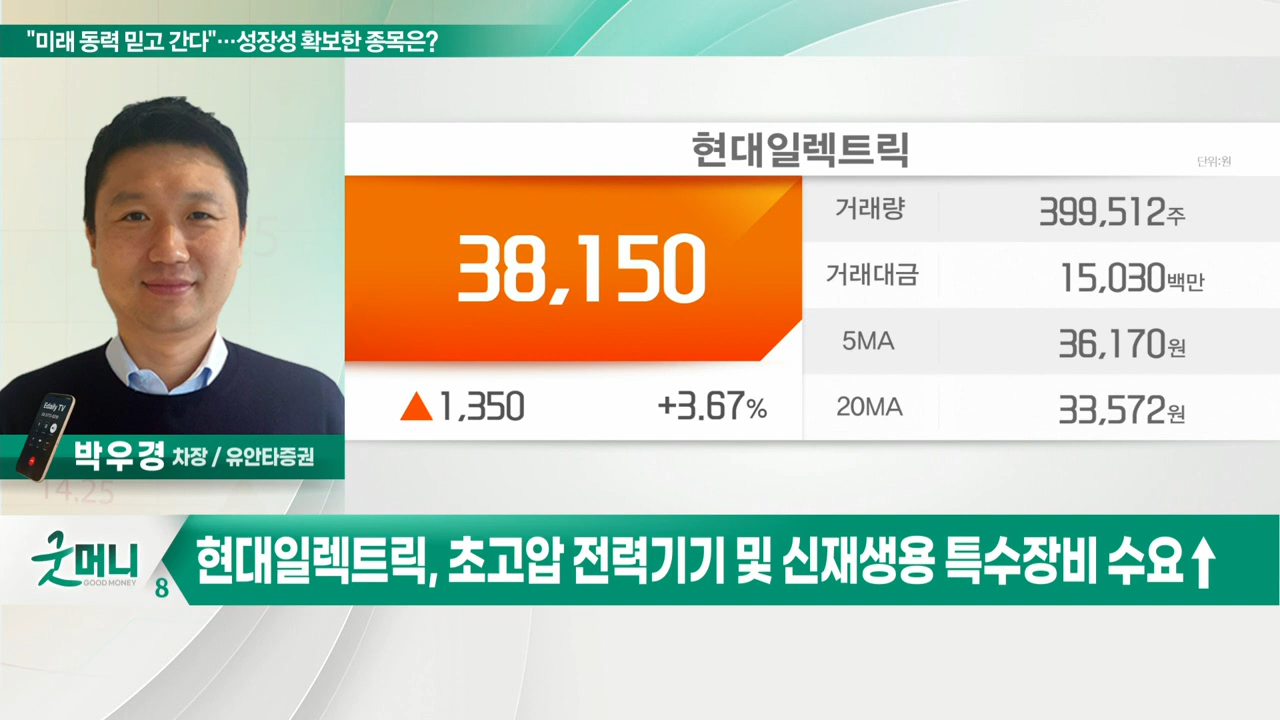 "미래 동력 믿고 간다"…성장성 확보한 종목은?
현대일렉트릭
단위:원
38,150
▲1,350 +3.67%
거래량 399,512주
거래대금 15,030백만
5MA 36,170원
20MA 33,572원
Edaily TV
박우경 차장 / 유안타증권
14.25
굿머니
GOOD MONEY
8
현대일렉트릭, 초고압 전력기기 및 신재생용 특수장비 수요↑